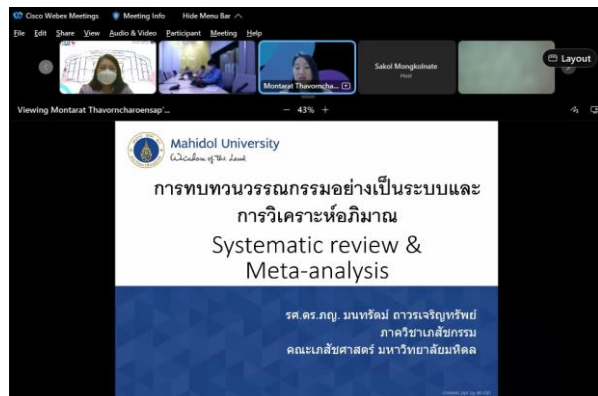 Cisco Webex Meetings Meeting Info Hide Menu Bar
File Edit Share View Audio & Video Participant Meeting Help
Montarat Thavorncha...
Sakol Mongkolnate
Host
Layout
Viewing Montarat Thavorncharoensap'...
− 43% +
Mahidol University
Wisdom of the Land
การทบทวนวรรณกรรมอย่างเป็นระบบและ
การวิเคราะห์อภิมาณ
Systematic review &
Meta-analysis
รศ.ดร.ภญ. มนทรัตม์ ถาวรเจริญทรัพย์
ภาควิชาเภสัชกรรม
คณะเภสัชศาสตร์ มหาวิทยาลัยมหิดล